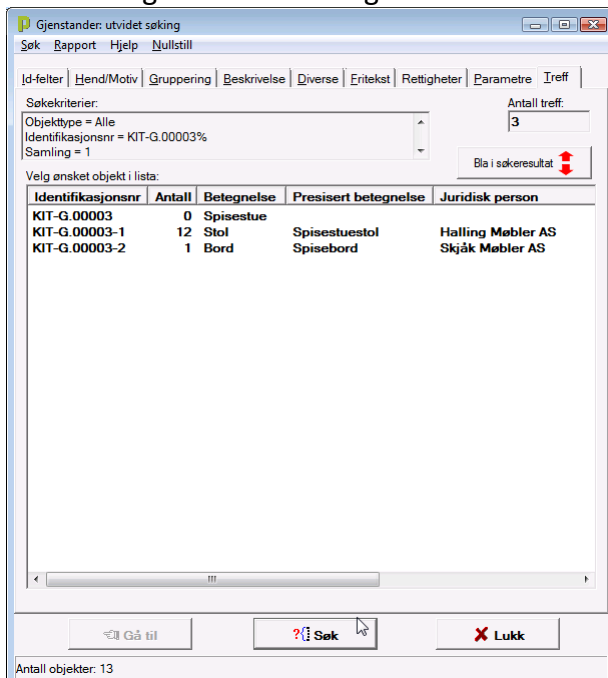 Gjenstander: utvidet søking
Søk Rapport Hjelp Nullstill
Id-felter Hend/Motiv Gruppering Beskrivelse Diverse Fritekst Rettigheter Parametre Treff
Søkekriterier:
Antall treff:
Objekttype = Alle
Identifikasjonsnr = KIT-G.00003%
Samling = 1
3
Bla i søkeresultat
Velg ønsket objekt i lista:
Identifikasjonsnr Antall Betegnelse Presisert betegnelse Juridisk person
KIT-G.00003 0 Spisestue
KIT-G.00003-1 12 Stol Spisestuestol Halling Møbler AS
KIT-G.00003-2 1 Bord Spisebord Skjåk Møbler AS
Gå til
Søk
Lukk
Antall objekter: 13